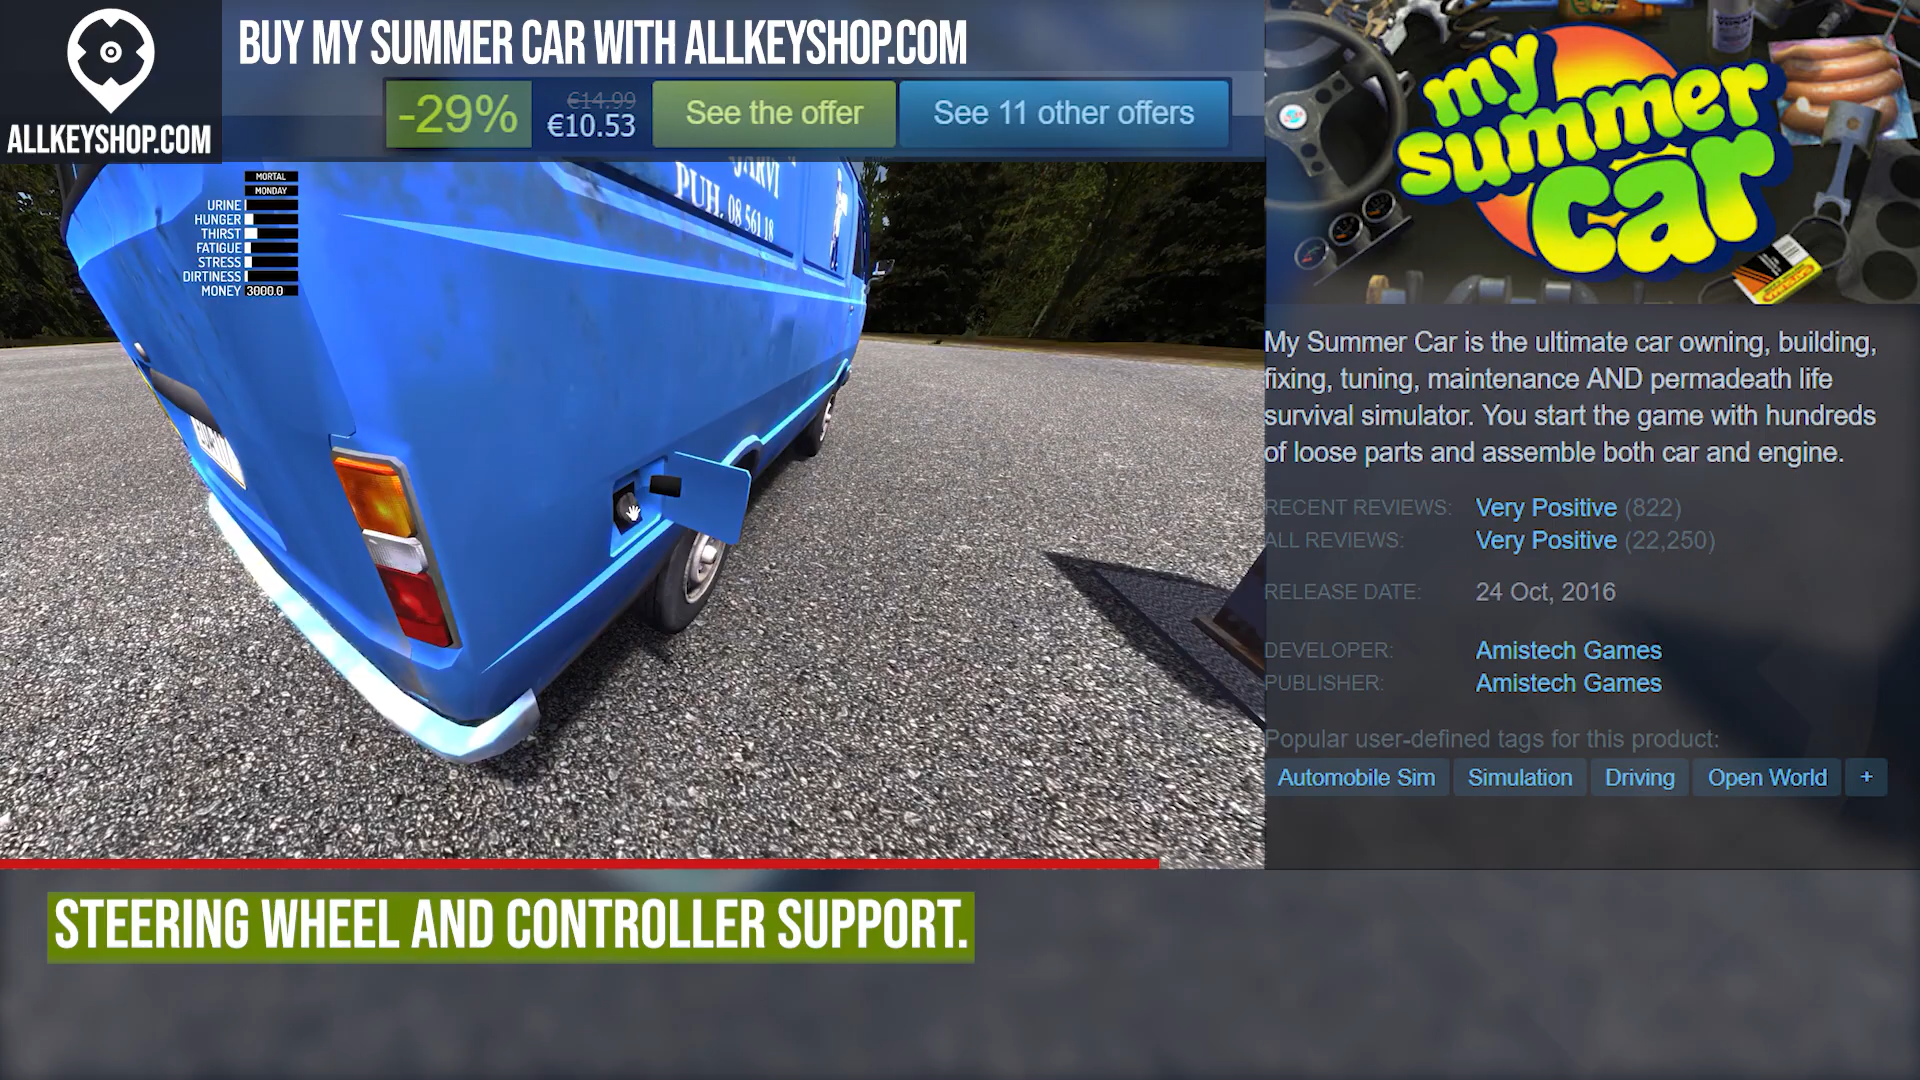 ALLKEYSHOP.COM
BUY MY SUMMER CAR WITH ALLKEYSHOP.COM
-29%
€14.99
€10.53
See the offer
See 11 other offers
MORTAL
MONDAY
URINE
HUNGER
THIRST
FATIGUE
STRESS
DIRTINESS
MONEY 3000.0
JARVI
PUH. 08 561 18
my
summer
car
My Summer Car is the ultimate car owning, building,
fixing, tuning, maintenance AND permadeath life
survival simulator. You start the game with hundreds
of loose parts and assemble both car and engine.
RECENT REVIEWS: Very Positive (822)
ALL REVIEWS: Very Positive (22,250)
RELEASE DATE: 24 Oct, 2016
DEVELOPER: Amistech Games
PUBLISHER: Amistech Games
Popular user-defined tags for this product:
Automobile Sim Simulation Driving Open World +
STEERING WHEEL AND CONTROLLER SUPPORT.